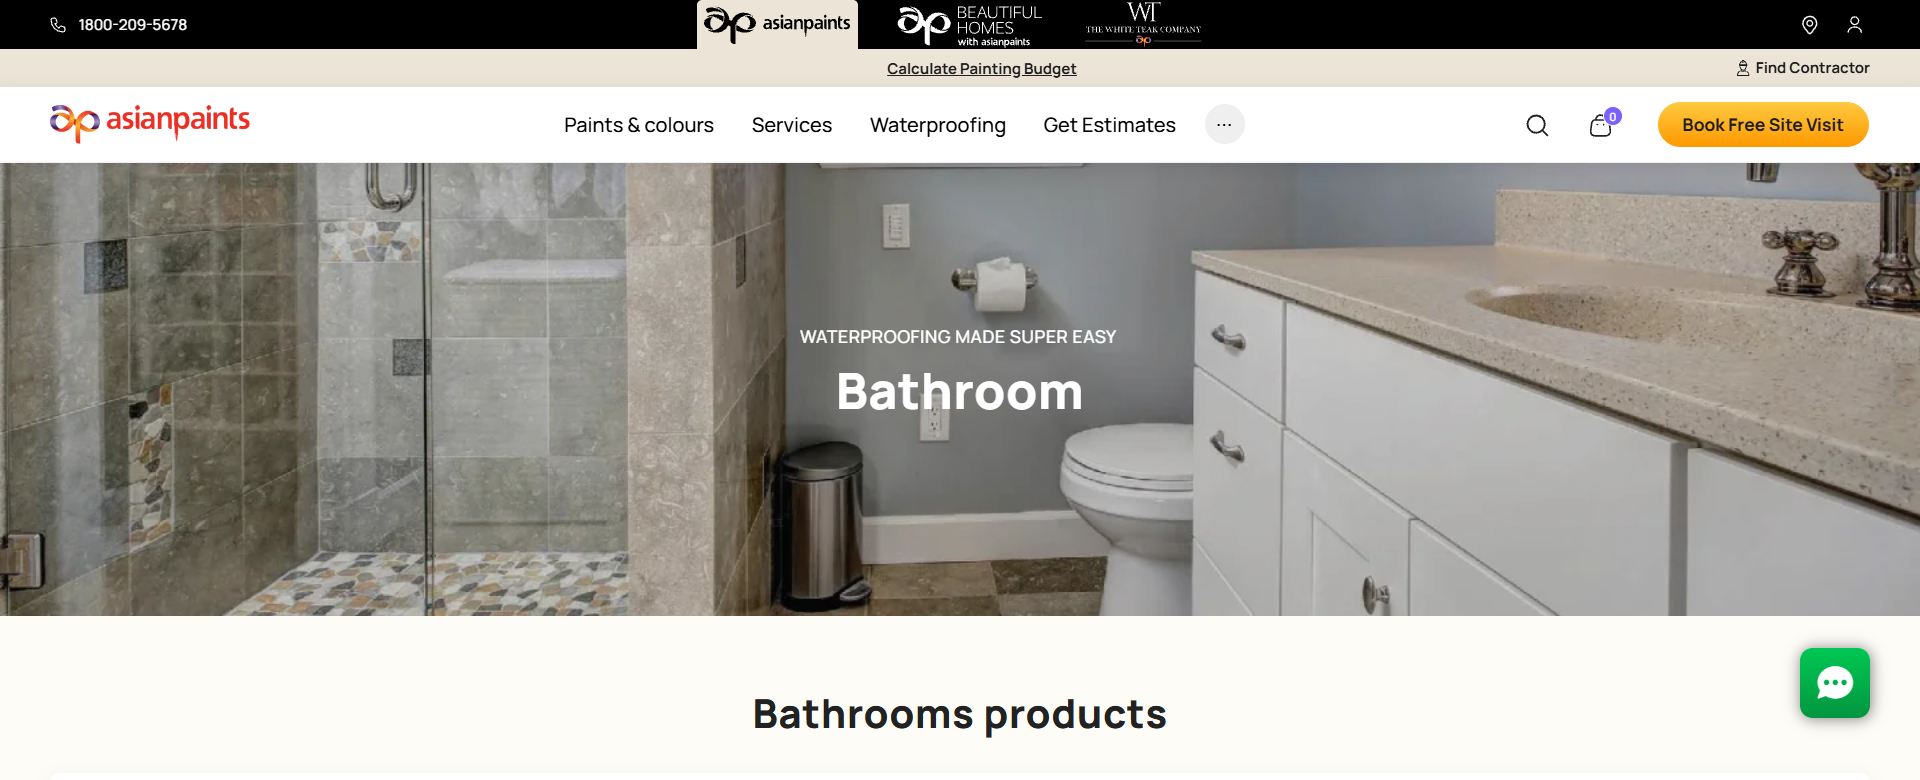 1800-209-5678
asianpaints
BEAUTIFUL
HOMES
with asianpaints
WT
THE WHITE TEAK COMPANY
Calculate Painting Budget
Find Contractor
asianpaints
Paints & colours
Services
Waterproofing
Get Estimates
...
0
Book Free Site Visit
WATERPROOFING MADE SUPER EASY
Bathroom
Bathrooms products